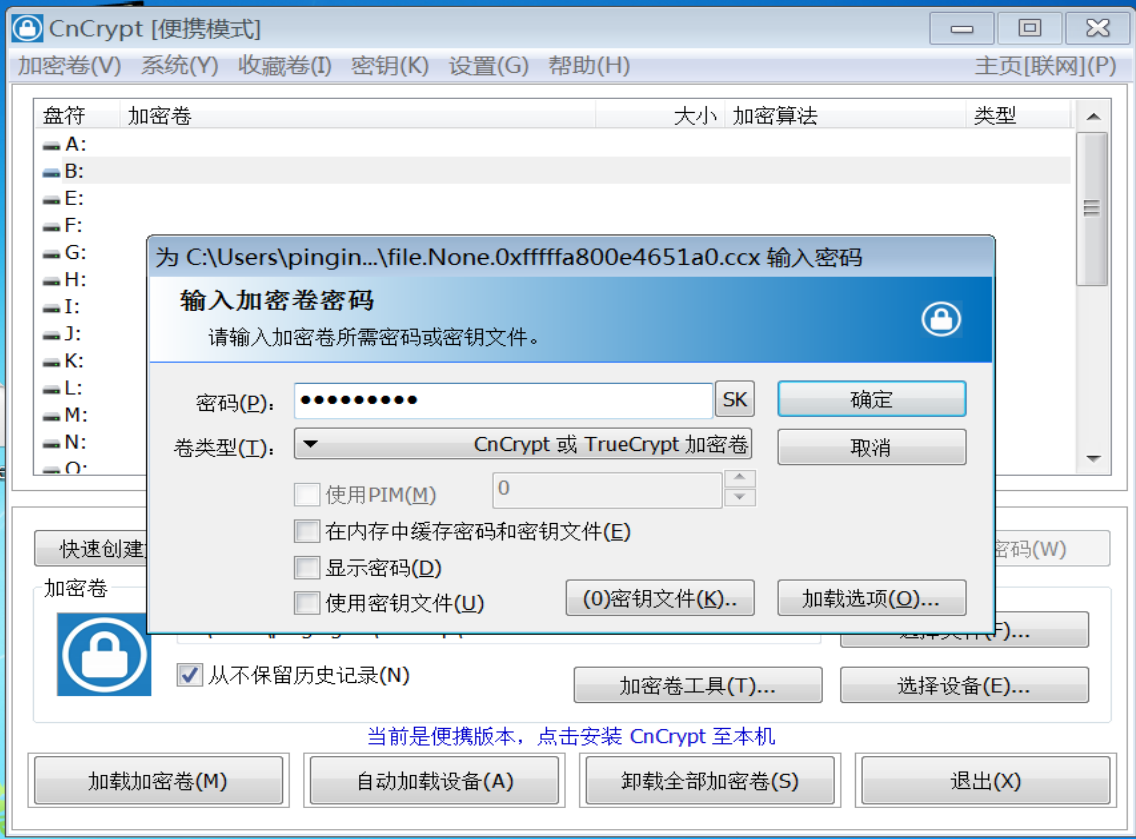 CnCrypt [便携模式]
加密卷(V) 系统(Y) 收藏卷(I) 密钥(K) 设置(G) 帮助(H) 主页[联网](P)
盘符 加密卷 大小 加密算法 类型
A:
B:
E:
F:
G:
H:
I:
J:
K:
L:
M:
N:
O:
为 C:\Users\pingin...\file.None.0xfffffa800e4651a0.ccx 输入密码
输入加密卷密码
请输入加密卷所需密码或密钥文件。
密码(P): ●●●●●●●●● SK 确定
卷类型(T): CnCrypt 或 TrueCrypt 加密卷 取消
使用PIM(M) 0
在内存中缓存密码和密钥文件(E)
显示密码(D)
使用密钥文件(U) (0)密钥文件(K).. 加载选项(O)...
快速创建 密码(W)
加密卷
选择文件(F)...
从不保留历史记录(N) 加密卷工具(T)... 选择设备(E)...
当前是便携版本，点击安装 CnCrypt 至本机
加载加密卷(M) 自动加载设备(A) 卸载全部加密卷(S) 退出(X)